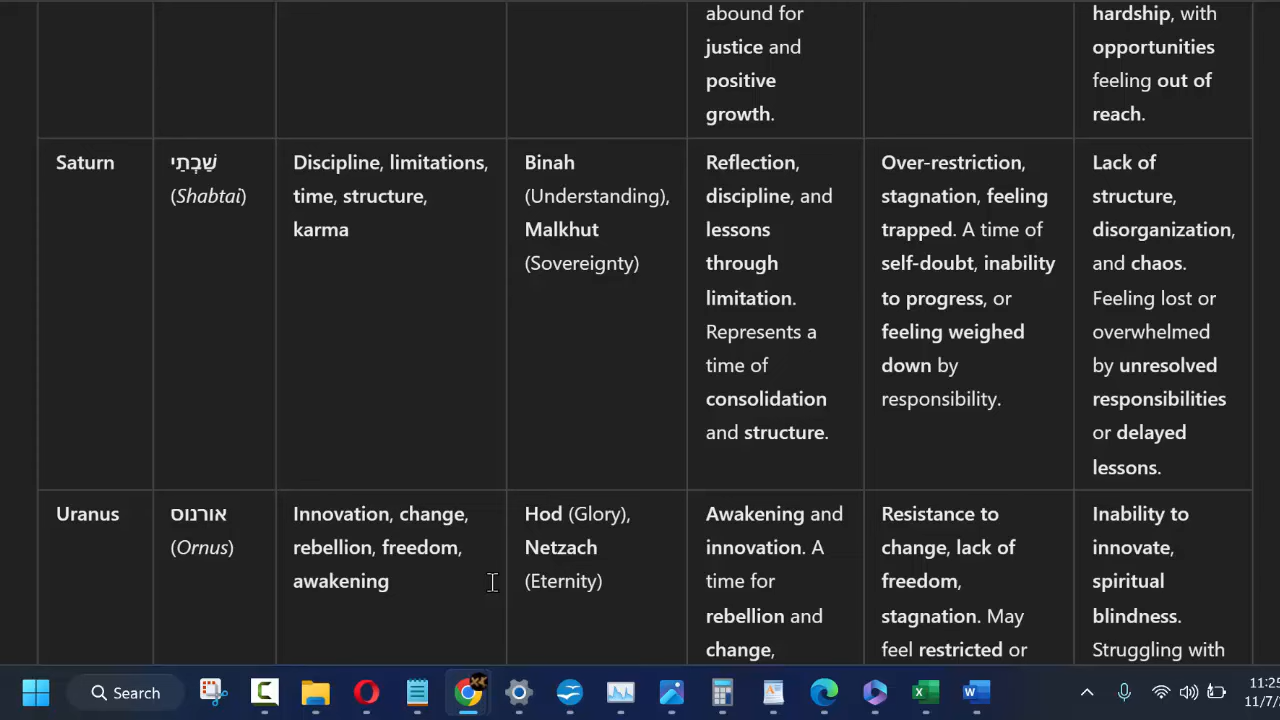 abound for
justice and
positive
growth.
hardship, with
opportunities
feeling out of
reach.
Saturn
שַׁבְּתַי
(Shabtai)
Discipline, limitations,
time, structure,
karma
Binah
(Understanding),
Malkhut
(Sovereignty)
Reflection,
discipline, and
lessons
through
limitation.
Represents a
time of
consolidation
and structure.
Over-restriction,
stagnation, feeling
trapped. A time of
self-doubt, inability
to progress, or
feeling weighed
down by
responsibility.
Lack of
structure,
disorganization,
and chaos.
Feeling lost or
overwhelmed
by unresolved
responsibilities
or delayed
lessons.
Uranus
אורנוס
(Ornus)
Innovation, change,
rebellion, freedom,
awakening
Hod (Glory),
Netzach
(Eternity)
Awakening and
innovation. A
time for
rebellion and
change,
Resistance to
change, lack of
freedom,
stagnation. May
feel restricted or
Inability to
innovate,
spiritual
blindness.
Struggling with
Search
11:25
11/7/